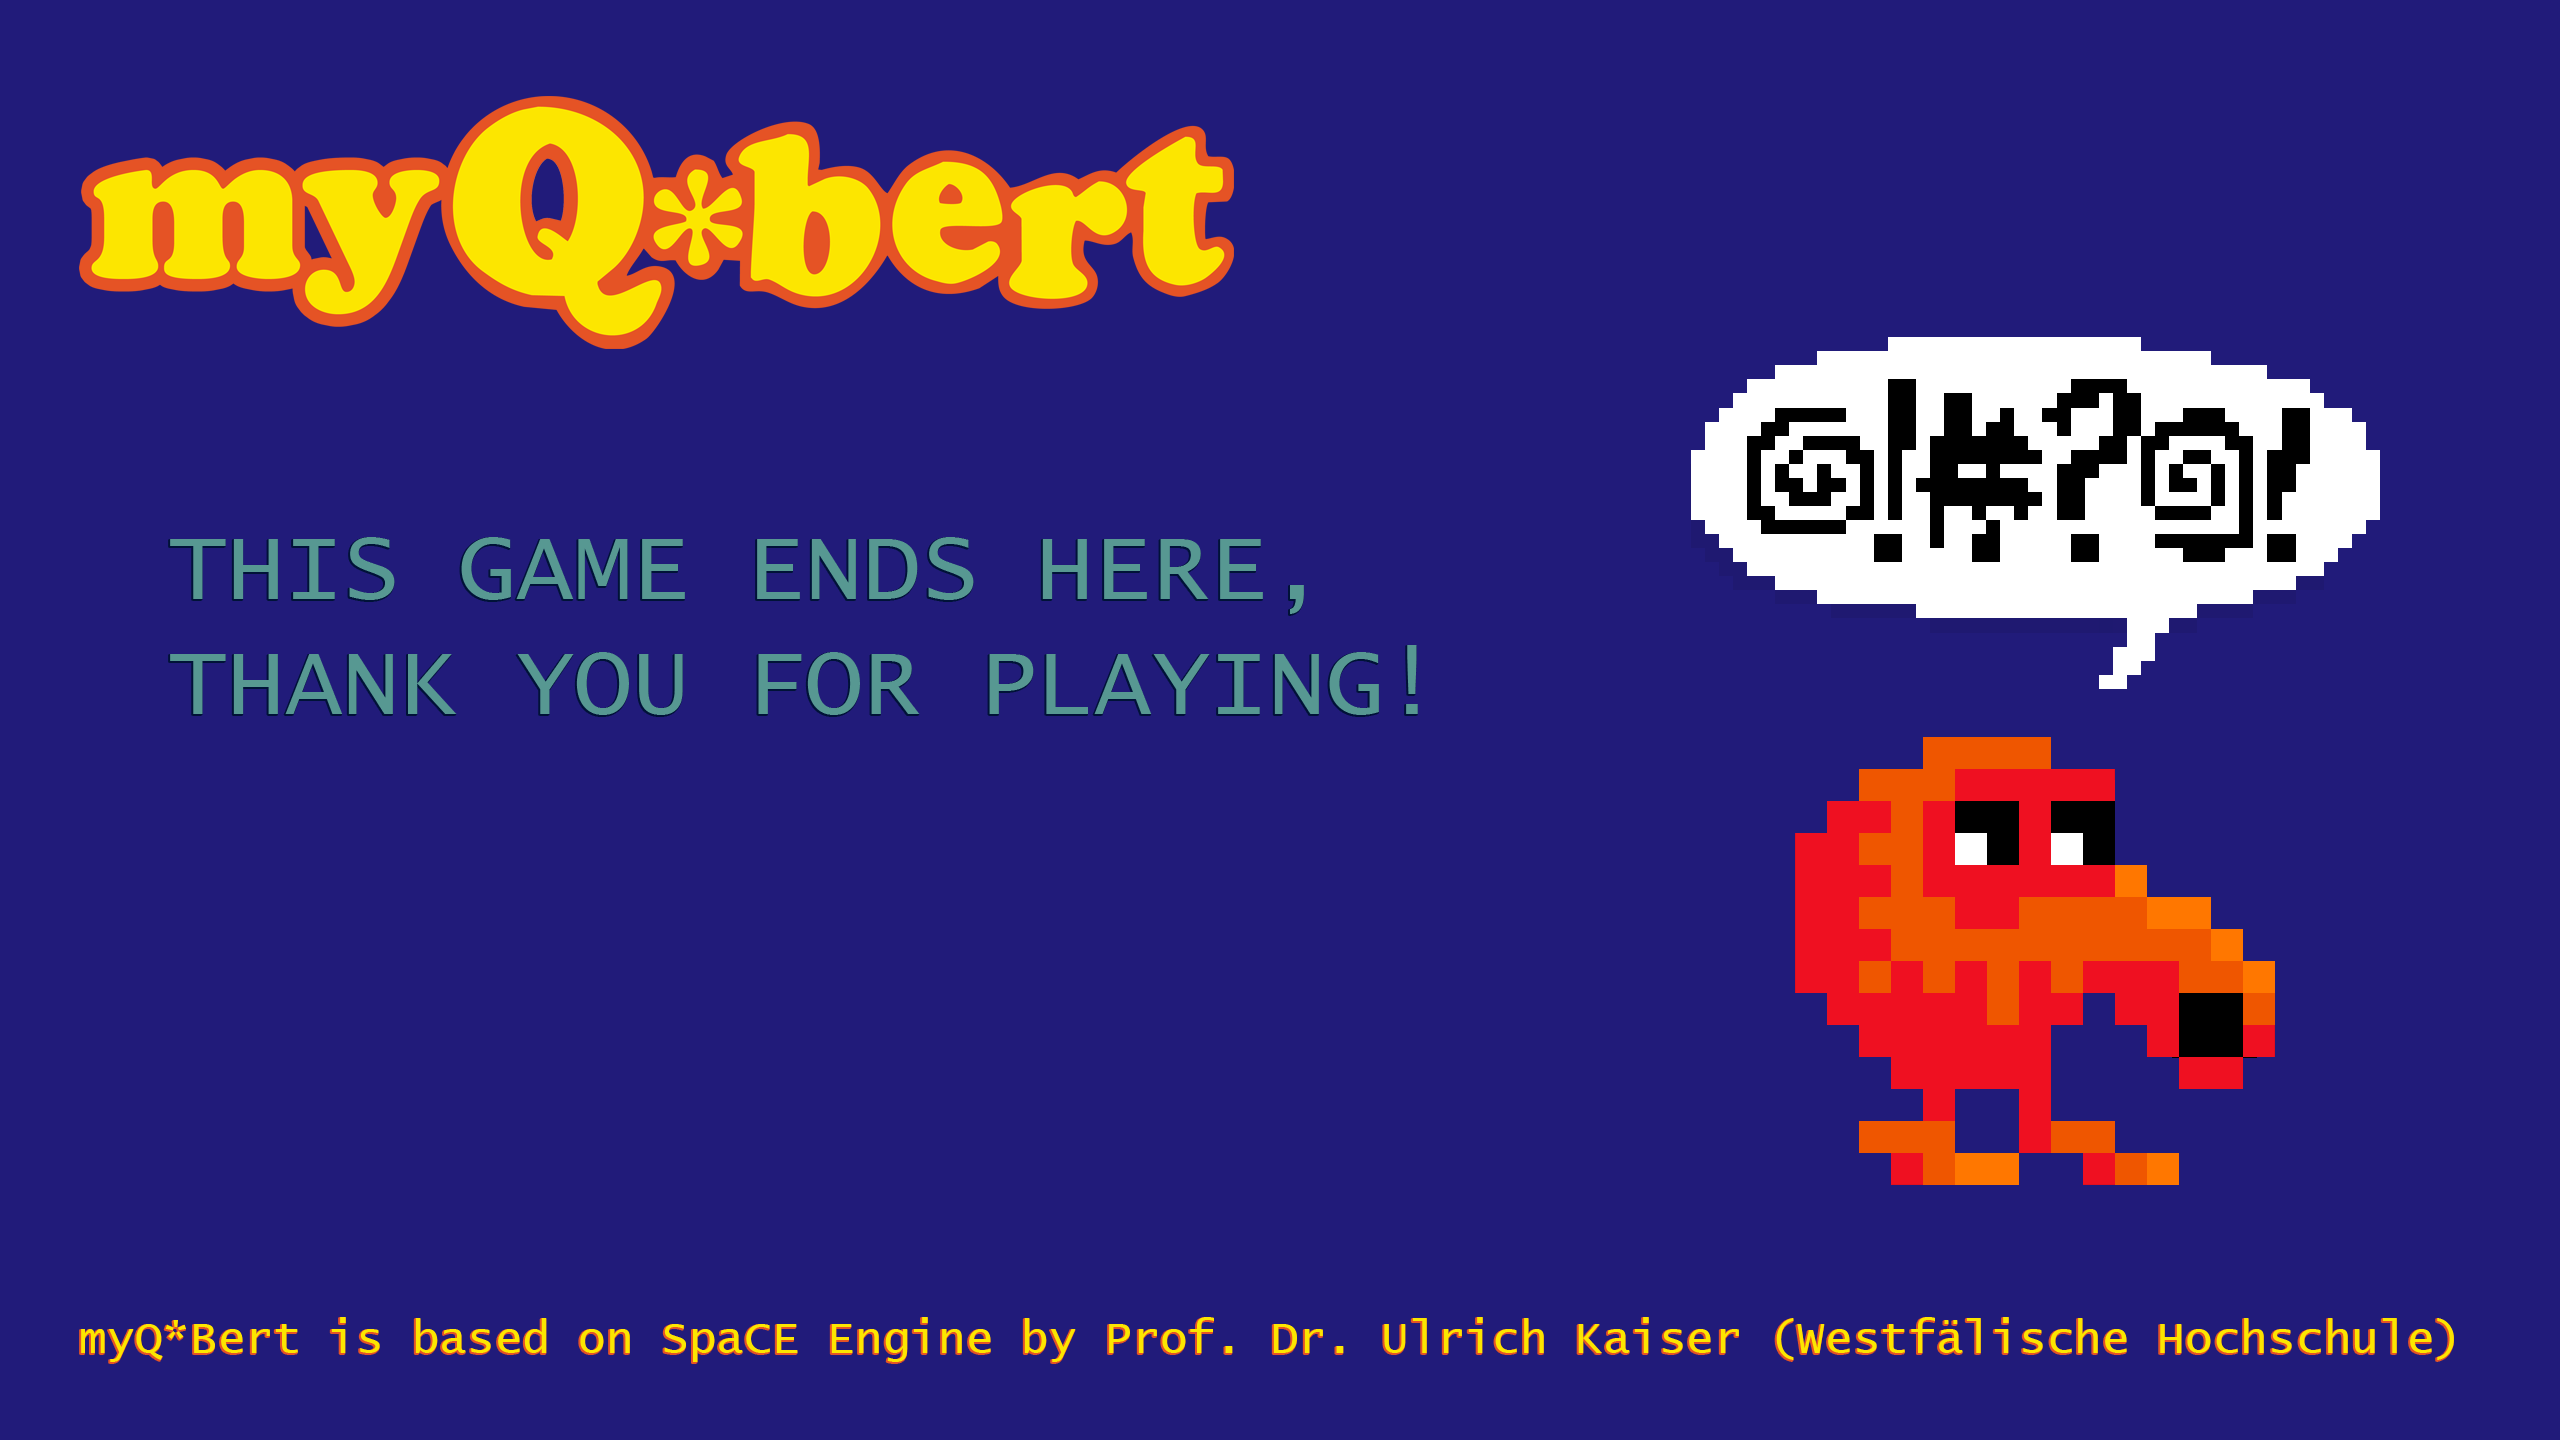 myQ*bert
@!#?@!
THIS GAME ENDS HERE,
THANK YOU FOR PLAYING!
myQ*Bert is based on SpaCE Engine by Prof. Dr. Ulrich Kaiser (Westfälische Hochschule)